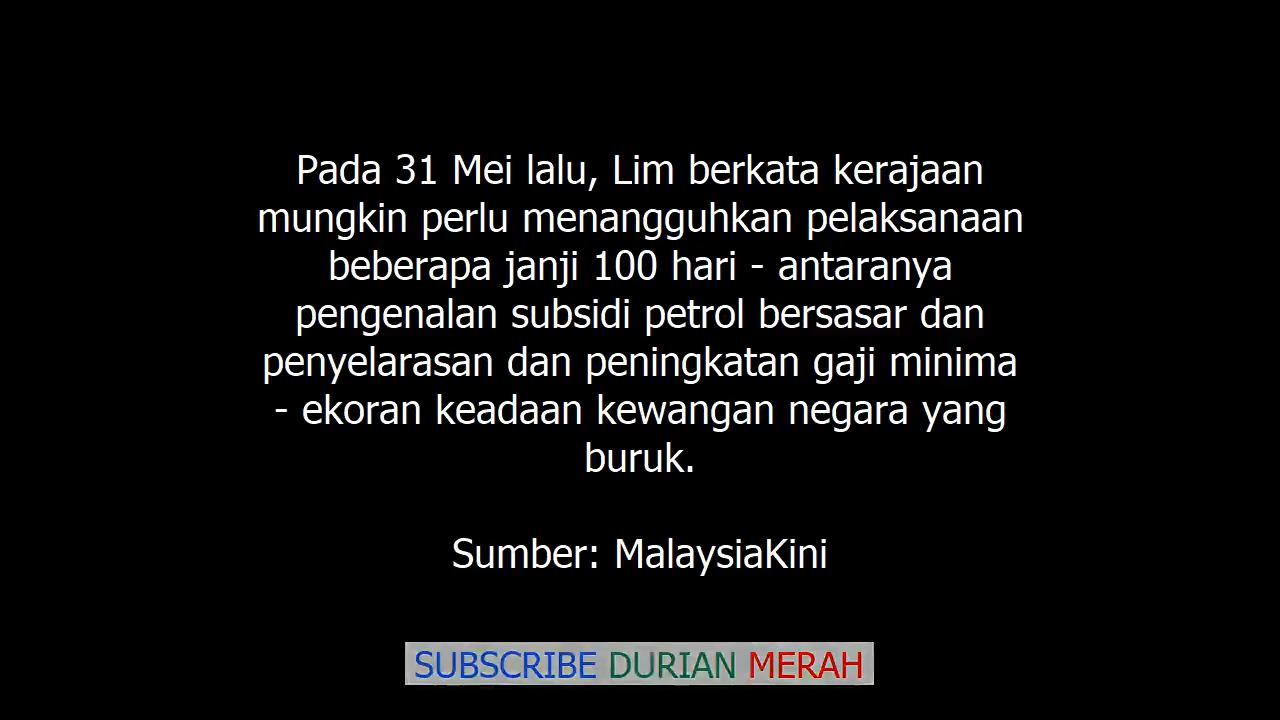 Pada 31 Mei lalu, Lim berkata kerajaan
mungkin perlu menangguhkan pelaksanaan
beberapa janji 100 hari - antaranya
pengenalan subsidi petrol bersasar dan
penyelarasan dan peningkatan gaji minima
- ekoran keadaan kewangan negara yang
buruk.
Sumber: MalaysiaKini
SUBSCRIBE DURIAN MERAH